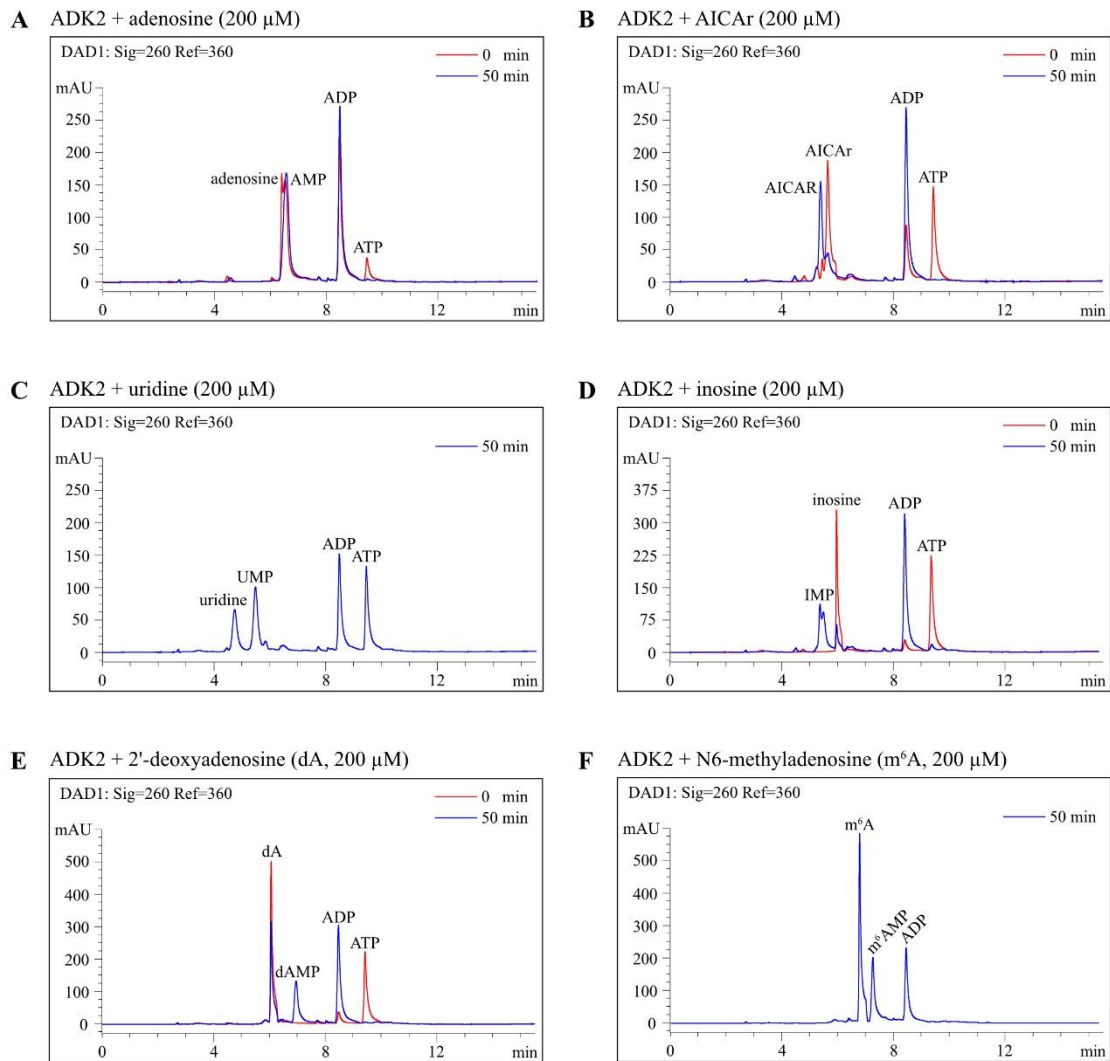 A ADK2 + adenosine (200 µM)
DAD1: Sig=260 Ref=360
0 min
50 min
mAU
250
200
150
100
50
0
adenosine
AMP
ADP
ATP
0 4 8 12 min
B ADK2 + AICAr (200 µM)
DAD1: Sig=260 Ref=360
0 min
50 min
mAU
250
200
150
100
50
0
AICAR
AICAr
ADP
ATP
0 4 8 12 min
C ADK2 + uridine (200 µM)
DAD1: Sig=260 Ref=360
50 min
mAU
250
200
150
100
50
0
uridine
UMP
ADP
ATP
0 4 8 12 min
D ADK2 + inosine (200 µM)
DAD1: Sig=260 Ref=360
0 min
50 min
mAU
375
300
225
150
75
0
IMP
inosine
ADP
ATP
0 4 8 12 min
E ADK2 + 2'-deoxyadenosine (dA, 200 µM)
DAD1: Sig=260 Ref=360
0 min
50 min
mAU
500
400
300
200
100
0
dA
dAMP
ADP
ATP
0 4 8 12 min
F ADK2 + N6-methyladenosine (m⁶A, 200 µM)
DAD1: Sig=260 Ref=360
50 min
mAU
500
400
300
200
100
0
m⁶A
m⁶AMP
ADP
0 4 8 12 min